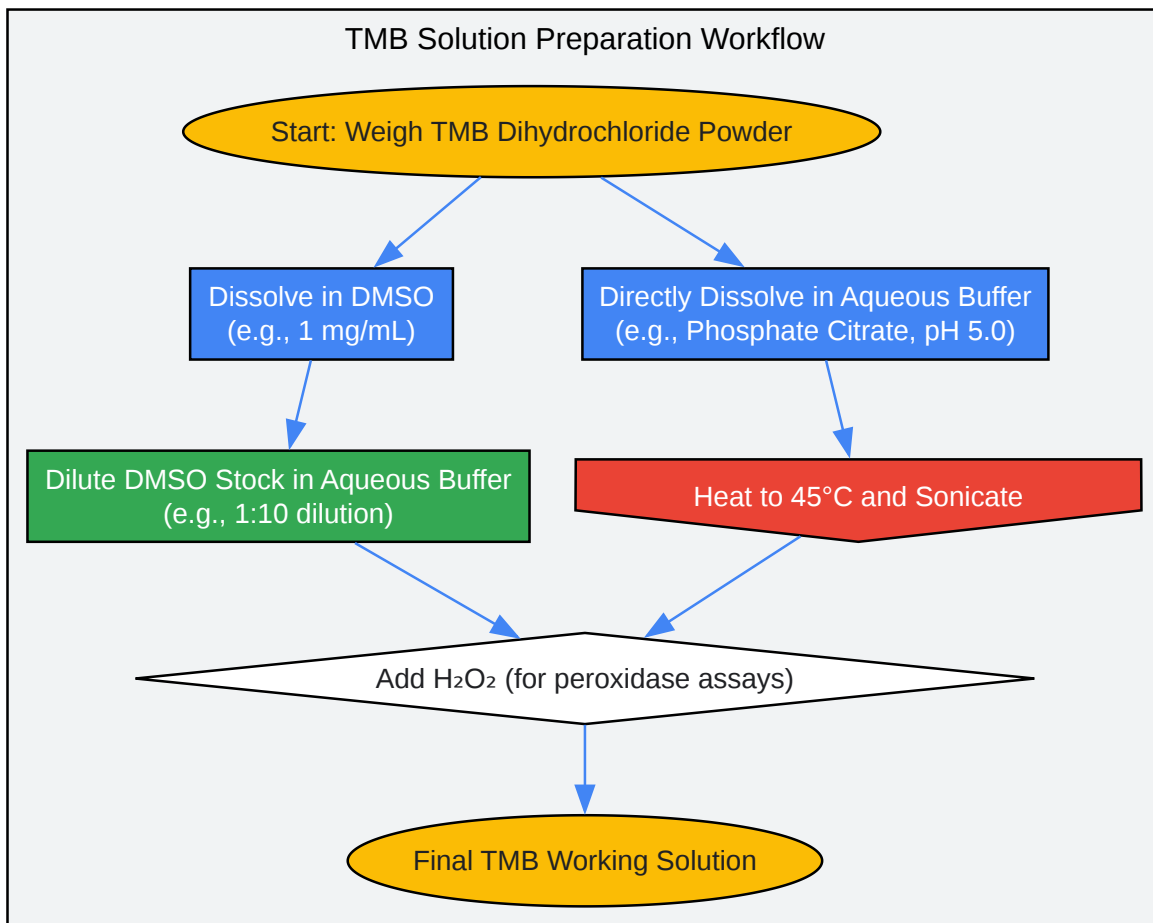 TMB Solution Preparation Workflow
Start: Weigh TMB Dihydrochloride Powder
Dissolve in DMSO
(e.g., 1 mg/mL)
Directly Dissolve in Aqueous Buffer
(e.g., Phosphate Citrate, pH 5.0)
Dilute DMSO Stock in Aqueous Buffer
(e.g., 1:10 dilution)
Heat to 45°C and Sonicate
Add H₂O₂ (for peroxidase assays)
Final TMB Working Solution